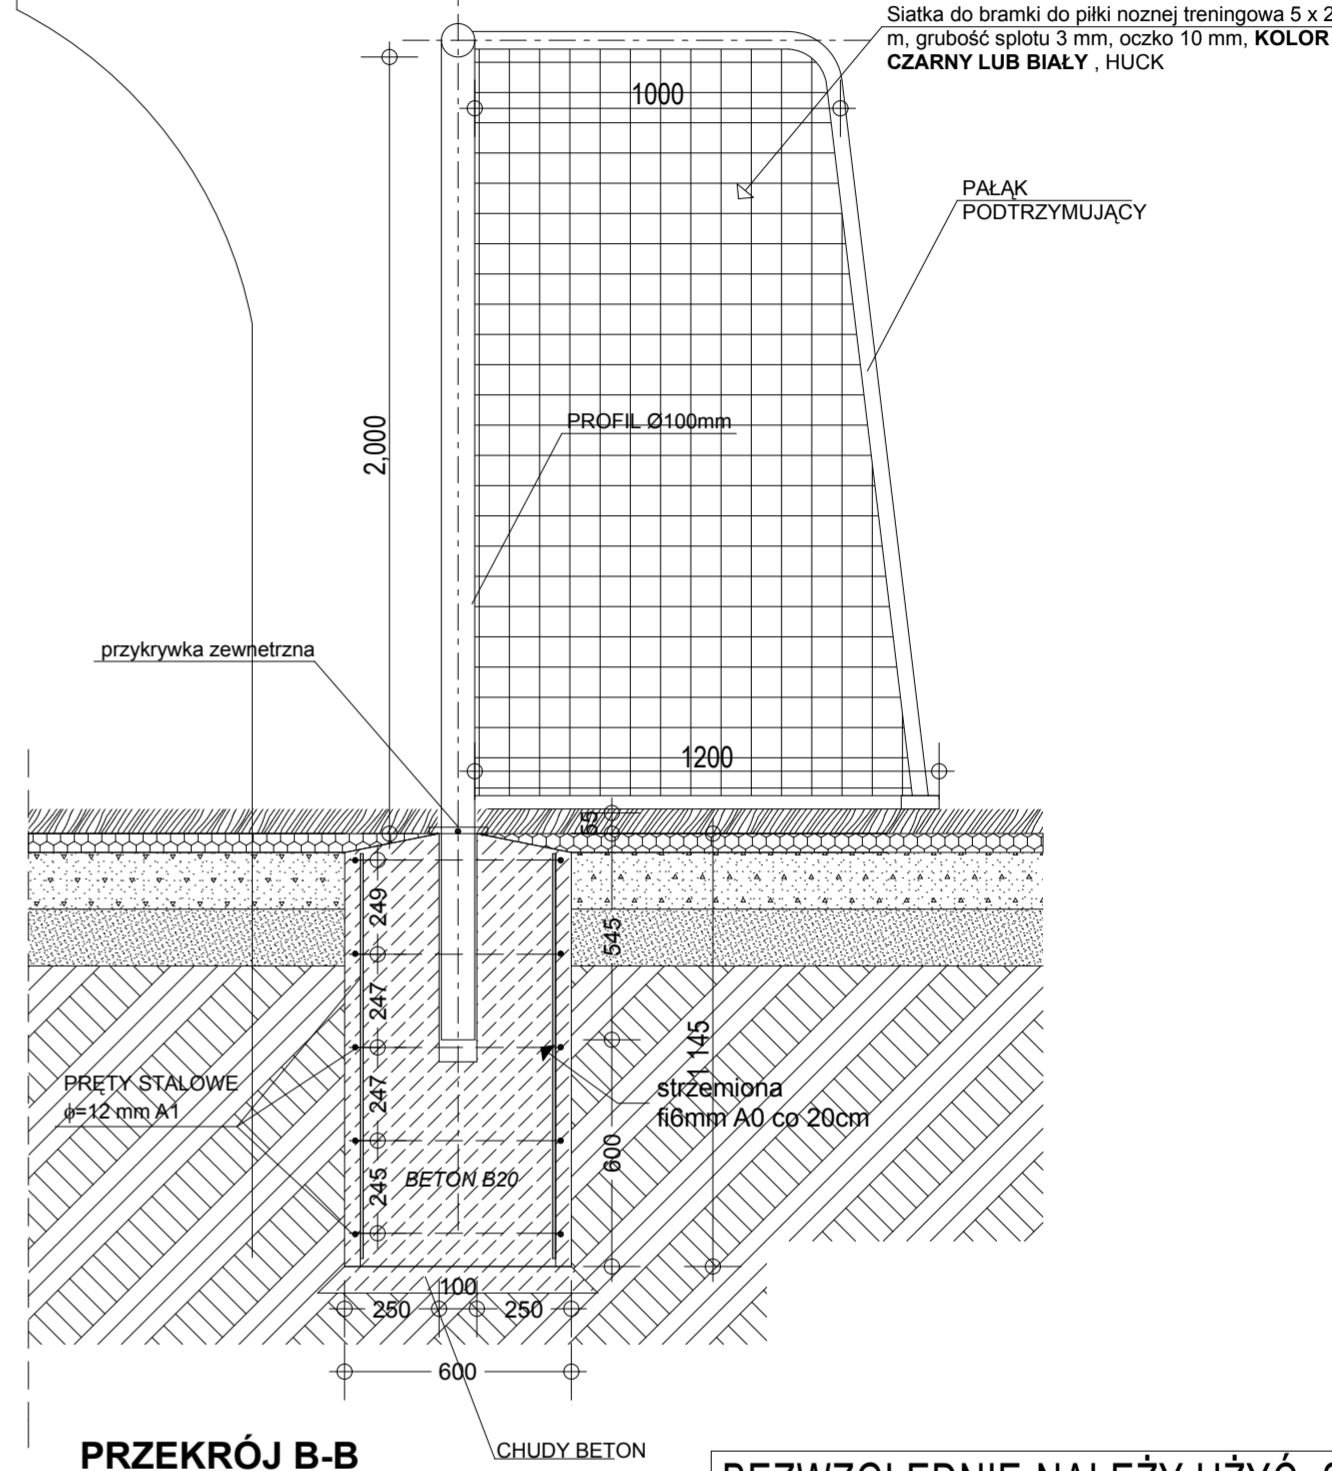 Siatka do bramki do piłki noznej treningowa 5 x 2
m, grubość splotu 3 mm, oczko 10 mm, KOLOR
CZARNY LUB BIAŁY , HUCK
1000
PAŁĄK
PODTRZYMUJĄCY
2,000
PROFIL Ø100mm
przykrywka zewnetrzna
1200
55
249
545
247
1 145
PRĘTY STALOWE
ϕ=12 mm A1
247
strzemiona
fi6mm A0 co 20cm
600
245
BETON B20
100
250
250
600
PRZEKRÓJ B-B
CHUDY BETON